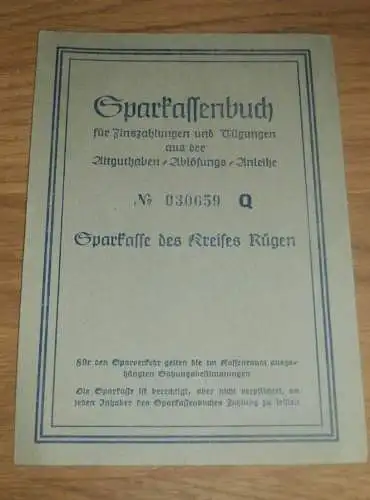 Sparkassenbuch
für Zinszahlungen und Tilgungen
aus der
Altguthaben-Ablösungs-Anleihe
№ 030659 Q
Sparkasse des Kreises Rügen
Für den Sparverkehr gelten die im Kassenraum ausge-
hängten Satzungsbestimmungen
Die Sparkasse ist berechtigt, aber nicht verpflichtet, an
jeden Inhaber des Sparkassenbuches Zahlung zu leisten